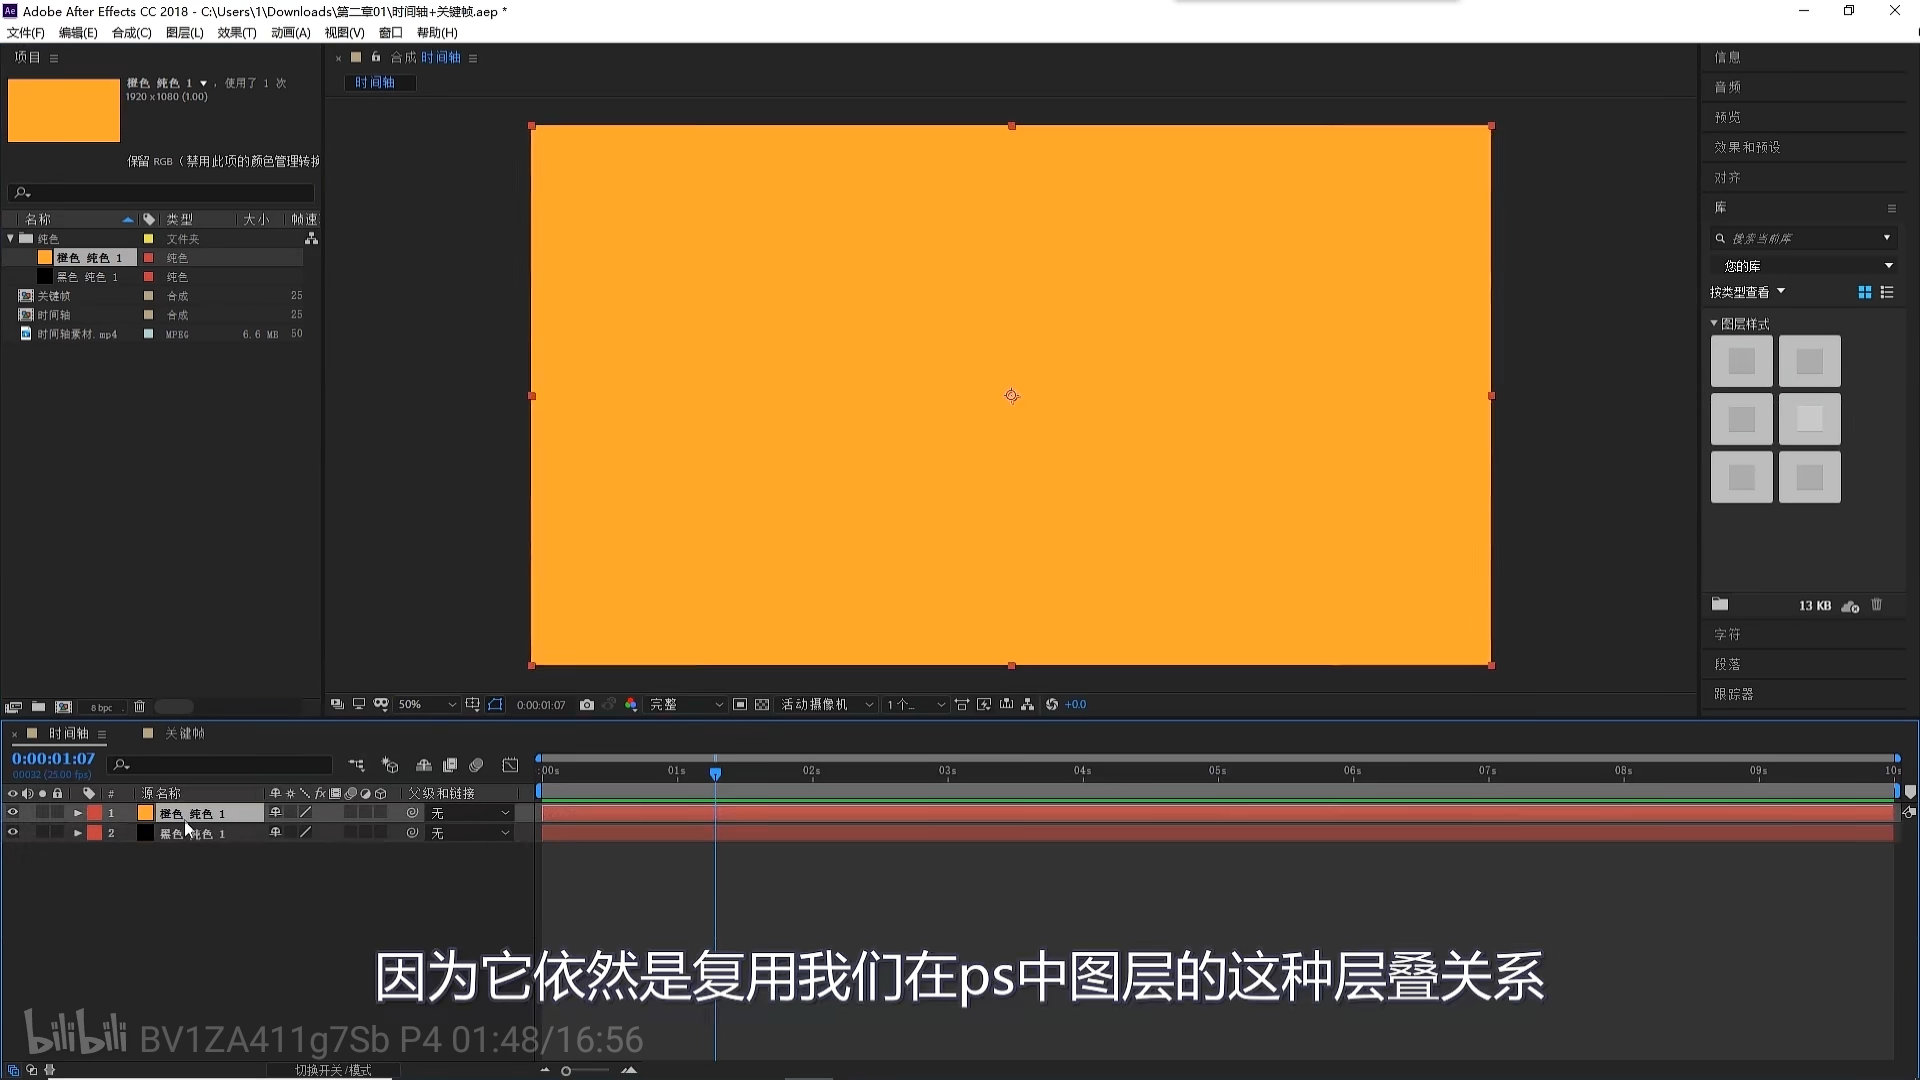 Adobe After Effects CC 2018 - C:\Users\1\Downloads\第二章01\时间轴+关键帧.aep *
文件(F) 编辑(E) 合成(C) 图层(L) 效果(T) 动画(A) 视图(V) 窗口 帮助(H)
项目
橙色 纯色 1 ▼ , 使用了 1 次
1920 x 1080 (1.00)
保留 RGB (禁用此项的颜色管理转换
名称 类型 大小 帧速
纯色 文件夹
橙色 纯色 1 纯色
黑色 纯色 1 纯色
关键帧 合成 25
时间轴 合成 25
时间轴素材.mp4 MPEG 6.6 MB 50
8 bpc
合成 时间轴
时间轴
50% 0:00:01:07 完整 活动摄像机 1个... +0.0
信息
音频
预览
效果和预设
对齐
库
搜索当前库
您的库
按类型查看
图层样式
13 KB
字符
段落
跟踪器
时间轴 关键帧
0:00:01:07
00032 (25.00 fps)
# 源名称 fx 父级和链接
:00s 01s 02s 03s 04s 05s 06s 07s 08s 09s 10s
1 橙色 纯色 1 无
2 黑色 纯色 1 无
因为它依然是复用我们在ps中图层的这种层叠关系
bilibili BV1ZA411g7Sb P4 01:48/16:56
切换开关/模式